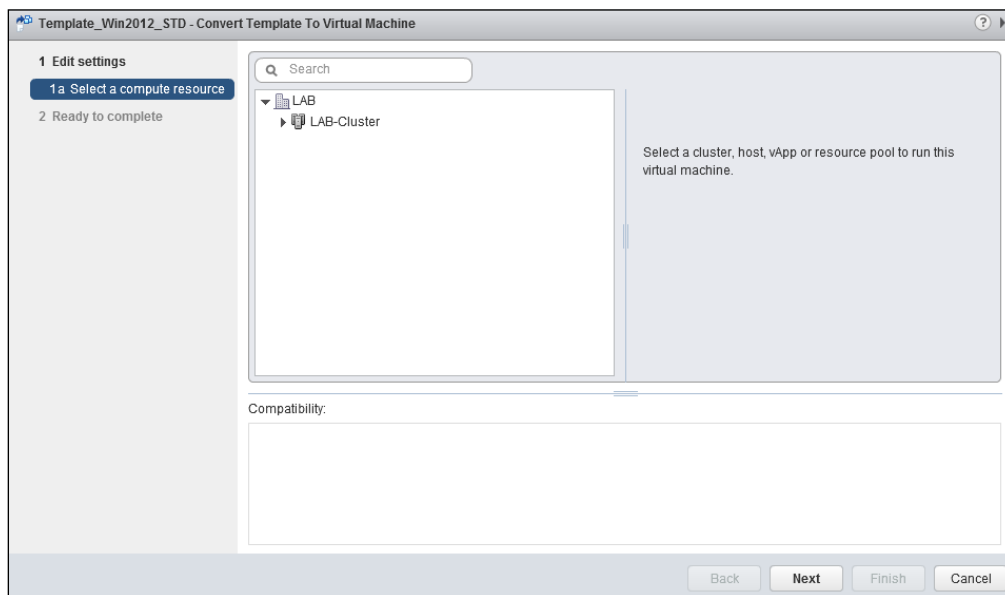 Template_Win2012_STD - Convert Template To Virtual Machine
?
1 Edit settings
1a Select a compute resource
2 Ready to complete
Search
LAB
LAB-Cluster
Select a cluster, host, vApp or resource pool to run this
virtual machine.
Compatibility:
Back
Next
Finish
Cancel